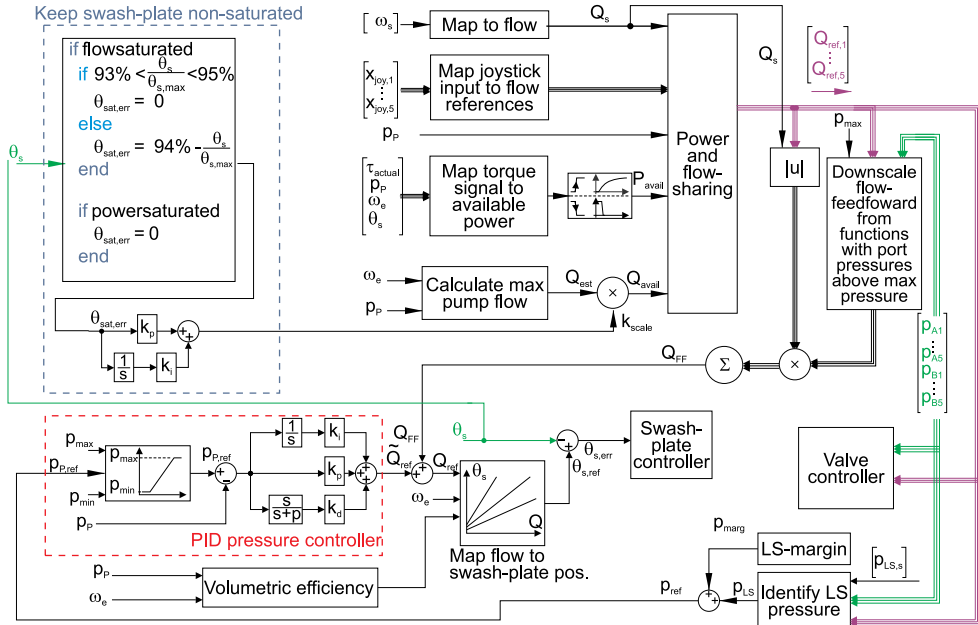 Keep swash-plate non-saturated
if flowsaturated
if 93% < θs/θs,max <95%
θsat,err = 0
else
θsat,err = 94% - θs/θs,max
end
if powersaturated
θsat,err = 0
end
θs
θsat,err
kp
1/s
ki
[ωs]
Map to flow
Qs
xjoy,1
⋮
xjoy,5
Map joystick
input to flow
references
pP
τactual
pP
ωe
θs
Map torque
signal to
available
power
Pavail
ωe
pP
Calculate max
pump flow
Qest
×
Qavail
kscale
Power
and
flow-
sharing
Qs
Qref,1
⋮
Qref,5
|u|
pmax
Downscale
flow-
feedfoward
from
functions
with port
pressures
above max
pressure
pA1
⋮
pA5
pB1
⋮
pB5
QFF
Σ
×
pmax
pP,ref
pmin
pmax
pmin
pP,ref
pP
1/s
ki
kp
s/s+p
kd
PID pressure controller
QFF
Q̃ref
Qref
ωe
θs
Q
Map flow to
swash-plate pos.
θs
θs,err
θs,ref
Swash-
plate
controller
Valve
controller
pP
ωe
Volumetric efficiency
pmarg
LS-margin
pref
pLS
Identify LS
pressure
[pLS,s]